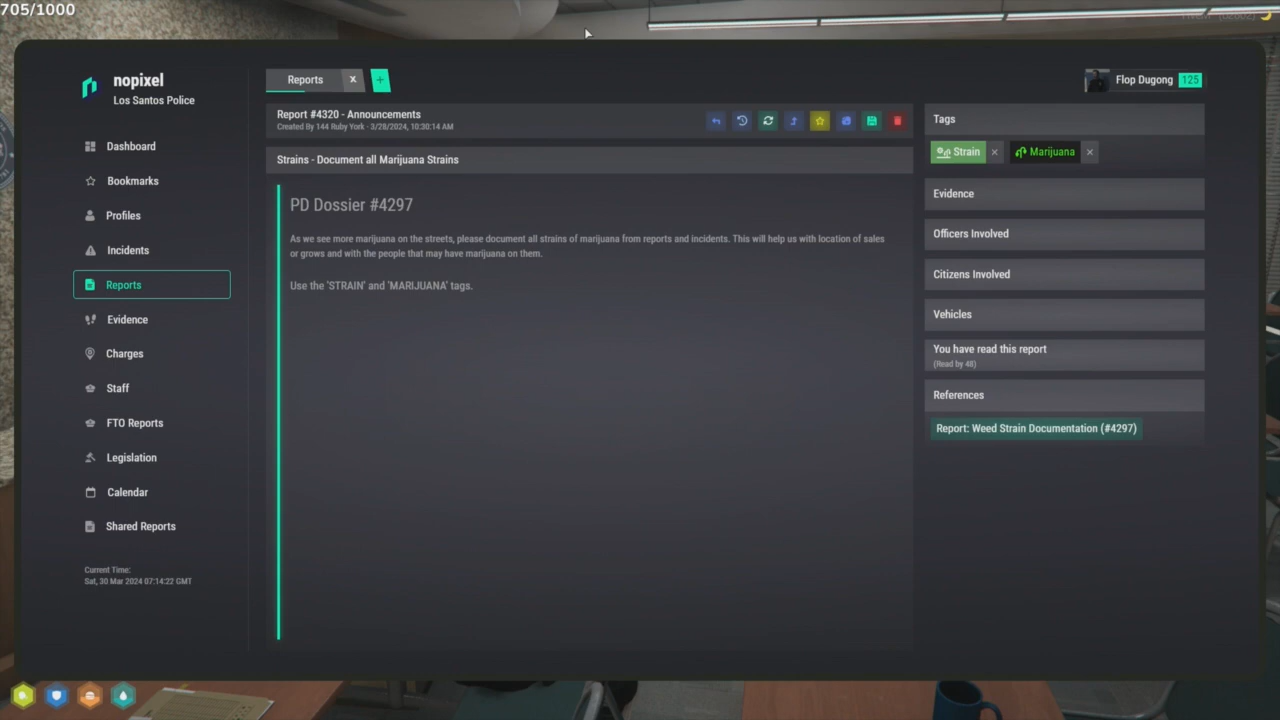 705/1000
nopixel
Los Santos Police
Dashboard
Bookmarks
Profiles
Incidents
Reports
Evidence
Charges
Staff
FTO Reports
Legislation
Calendar
Shared Reports
Current Time:
Sat, 30 Mar 2024 07:14:22 GMT
Reports x +
Report #4320 - Announcements
Created By 144 Ruby York - 3/28/2024, 10:30:14 AM
Strains - Document all Marijuana Strains
PD Dossier #4297
As we see more marijuana on the streets, please document all strains of marijuana from reports and incidents. This will help us with location of sales
or grows and with the people that may have marijuana on them.
Use the 'STRAIN' and 'MARIJUANA' tags.
Flop Dugong 125
Tags
Strain × Marijuana ×
Evidence
Officers Involved
Citizens Involved
Vehicles
You have read this report
(Read by 48)
References
Report: Weed Strain Documentation (#4297)